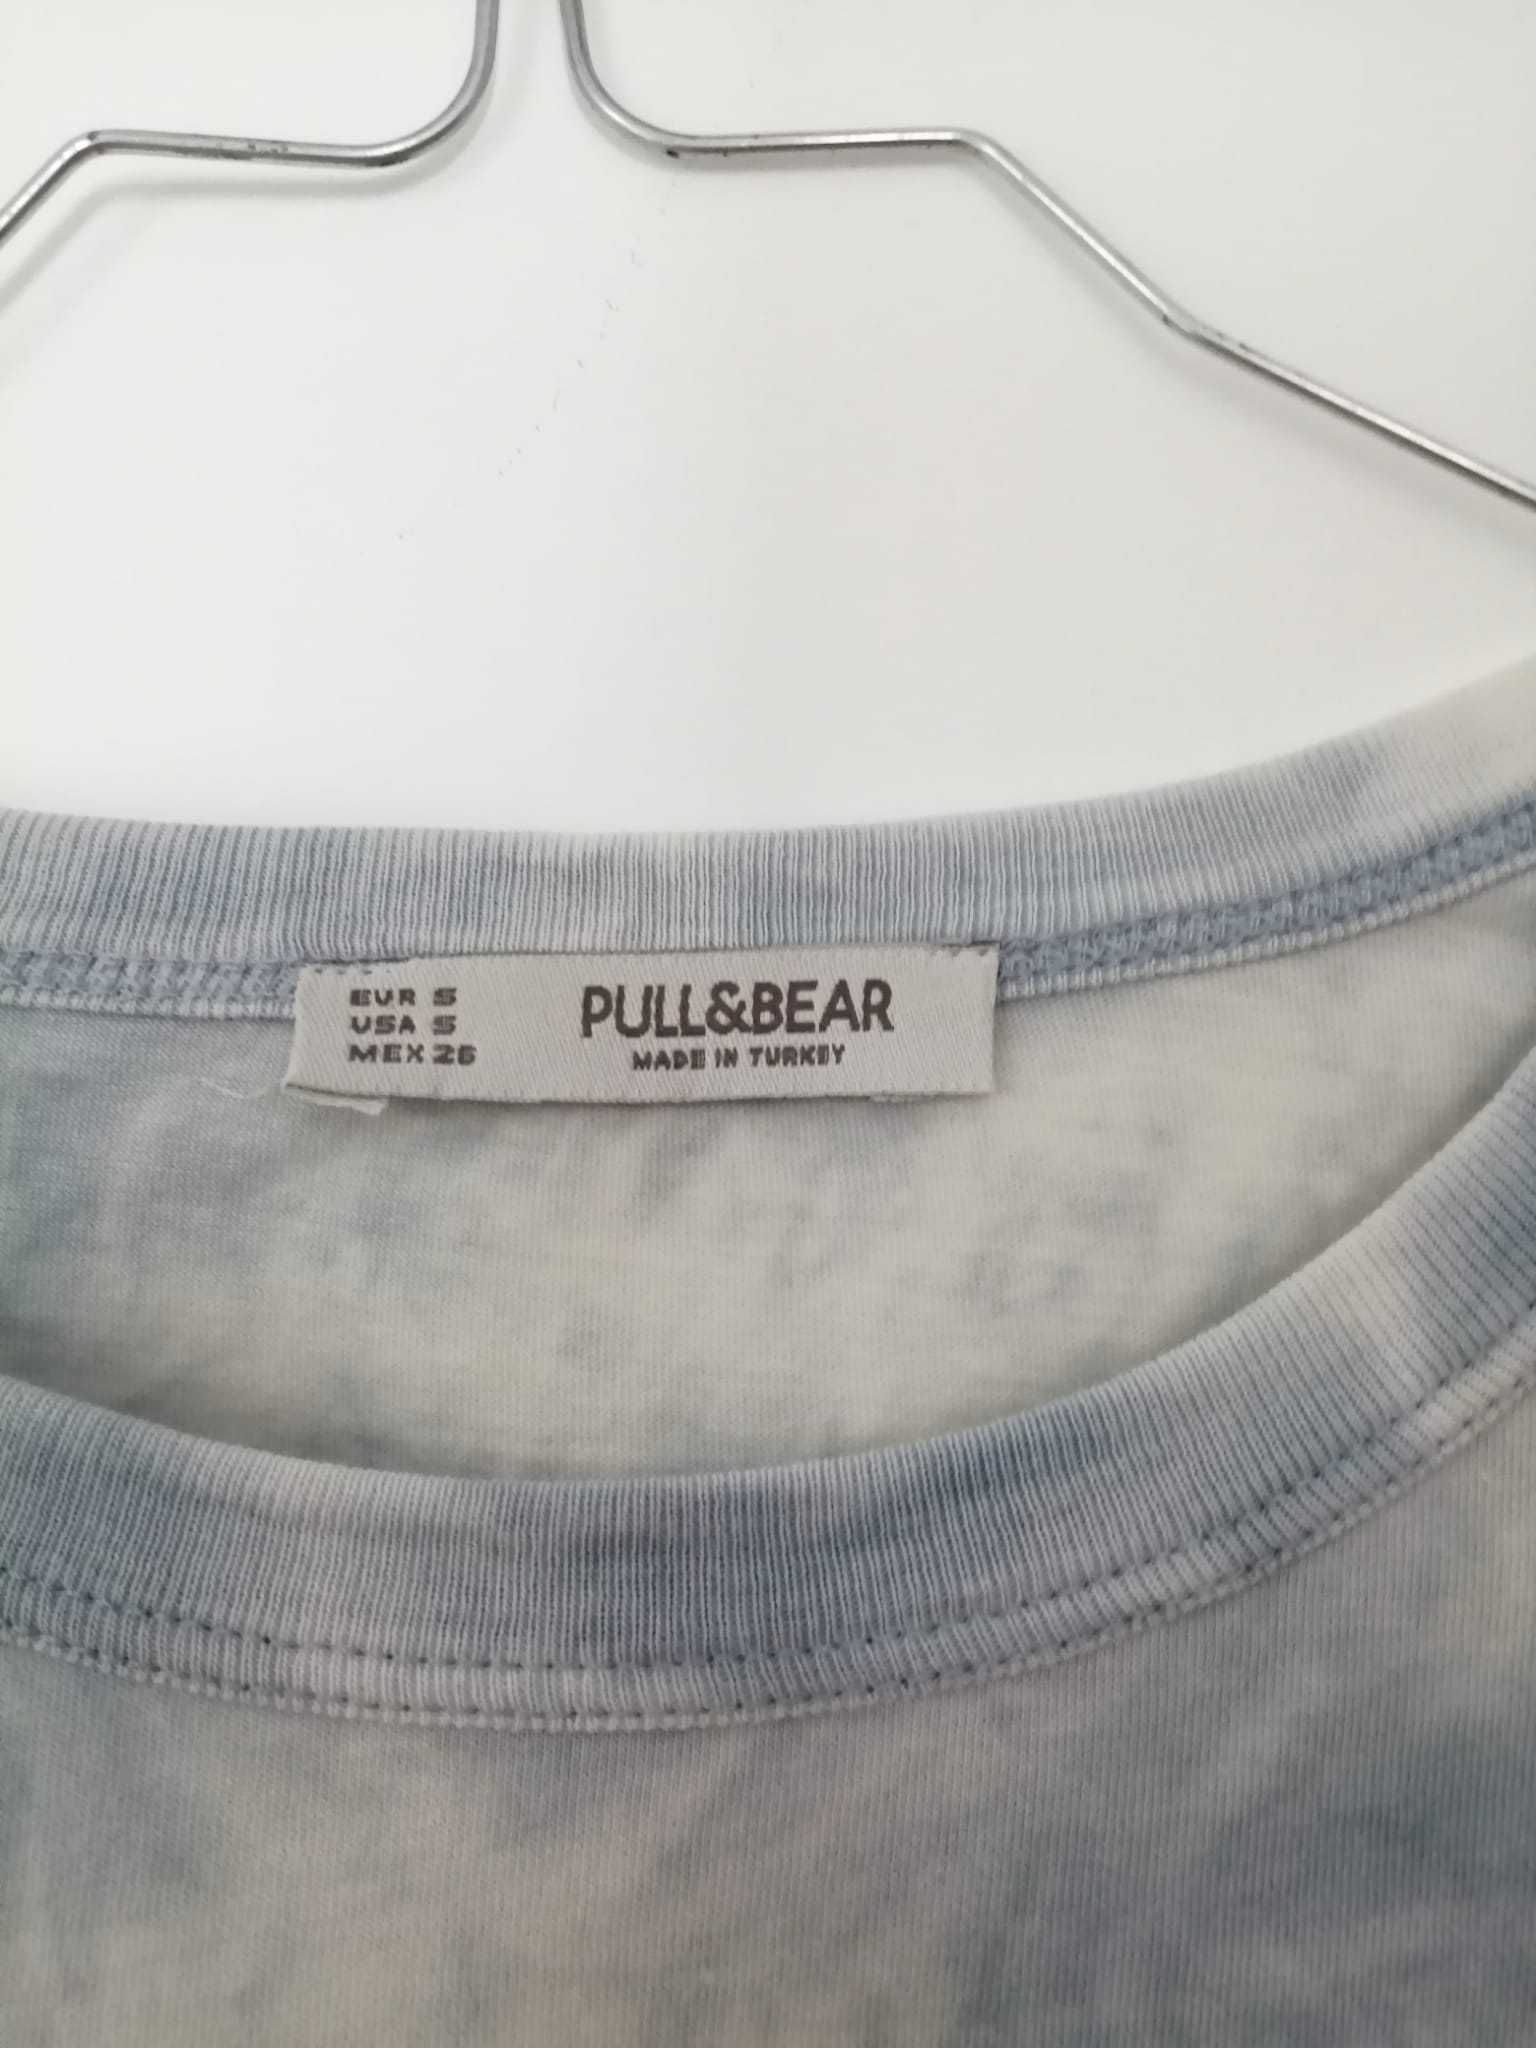 EUR S
USA S
MEX 26
PULL&BEAR
MADE IN TURKEY